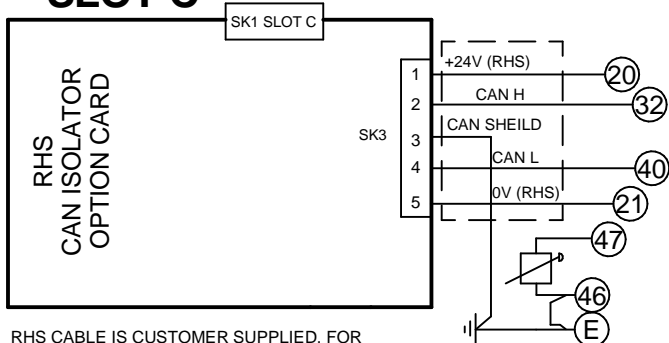 SLOT C
SK1 SLOT C
RHS
CAN ISOLATOR
OPTION CARD
SK3
1 +24V (RHS) 20
2 CAN H 32
3 CAN SHEILD
4 CAN L 40
5 0V (RHS) 21
47
46
E
RHS CABLE IS CUSTOMER SUPPLIED. FOR